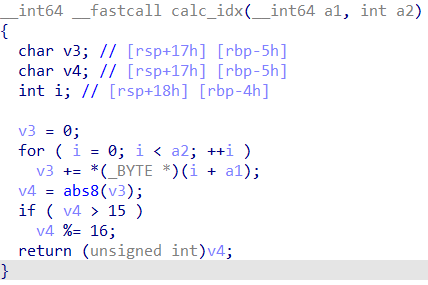 __int64 __fastcall calc_idx(__int64 a1, int a2)
{
  char v3; // [rsp+17h] [rbp-5h]
  char v4; // [rsp+17h] [rbp-5h]
  int i; // [rsp+18h] [rbp-4h]

  v3 = 0;
  for ( i = 0; i < a2; ++i )
    v3 += *(_BYTE *)(i + a1);
  v4 = abs8(v3);
  if ( v4 > 15 )
    v4 %= 16;
  return (unsigned int)v4;
}